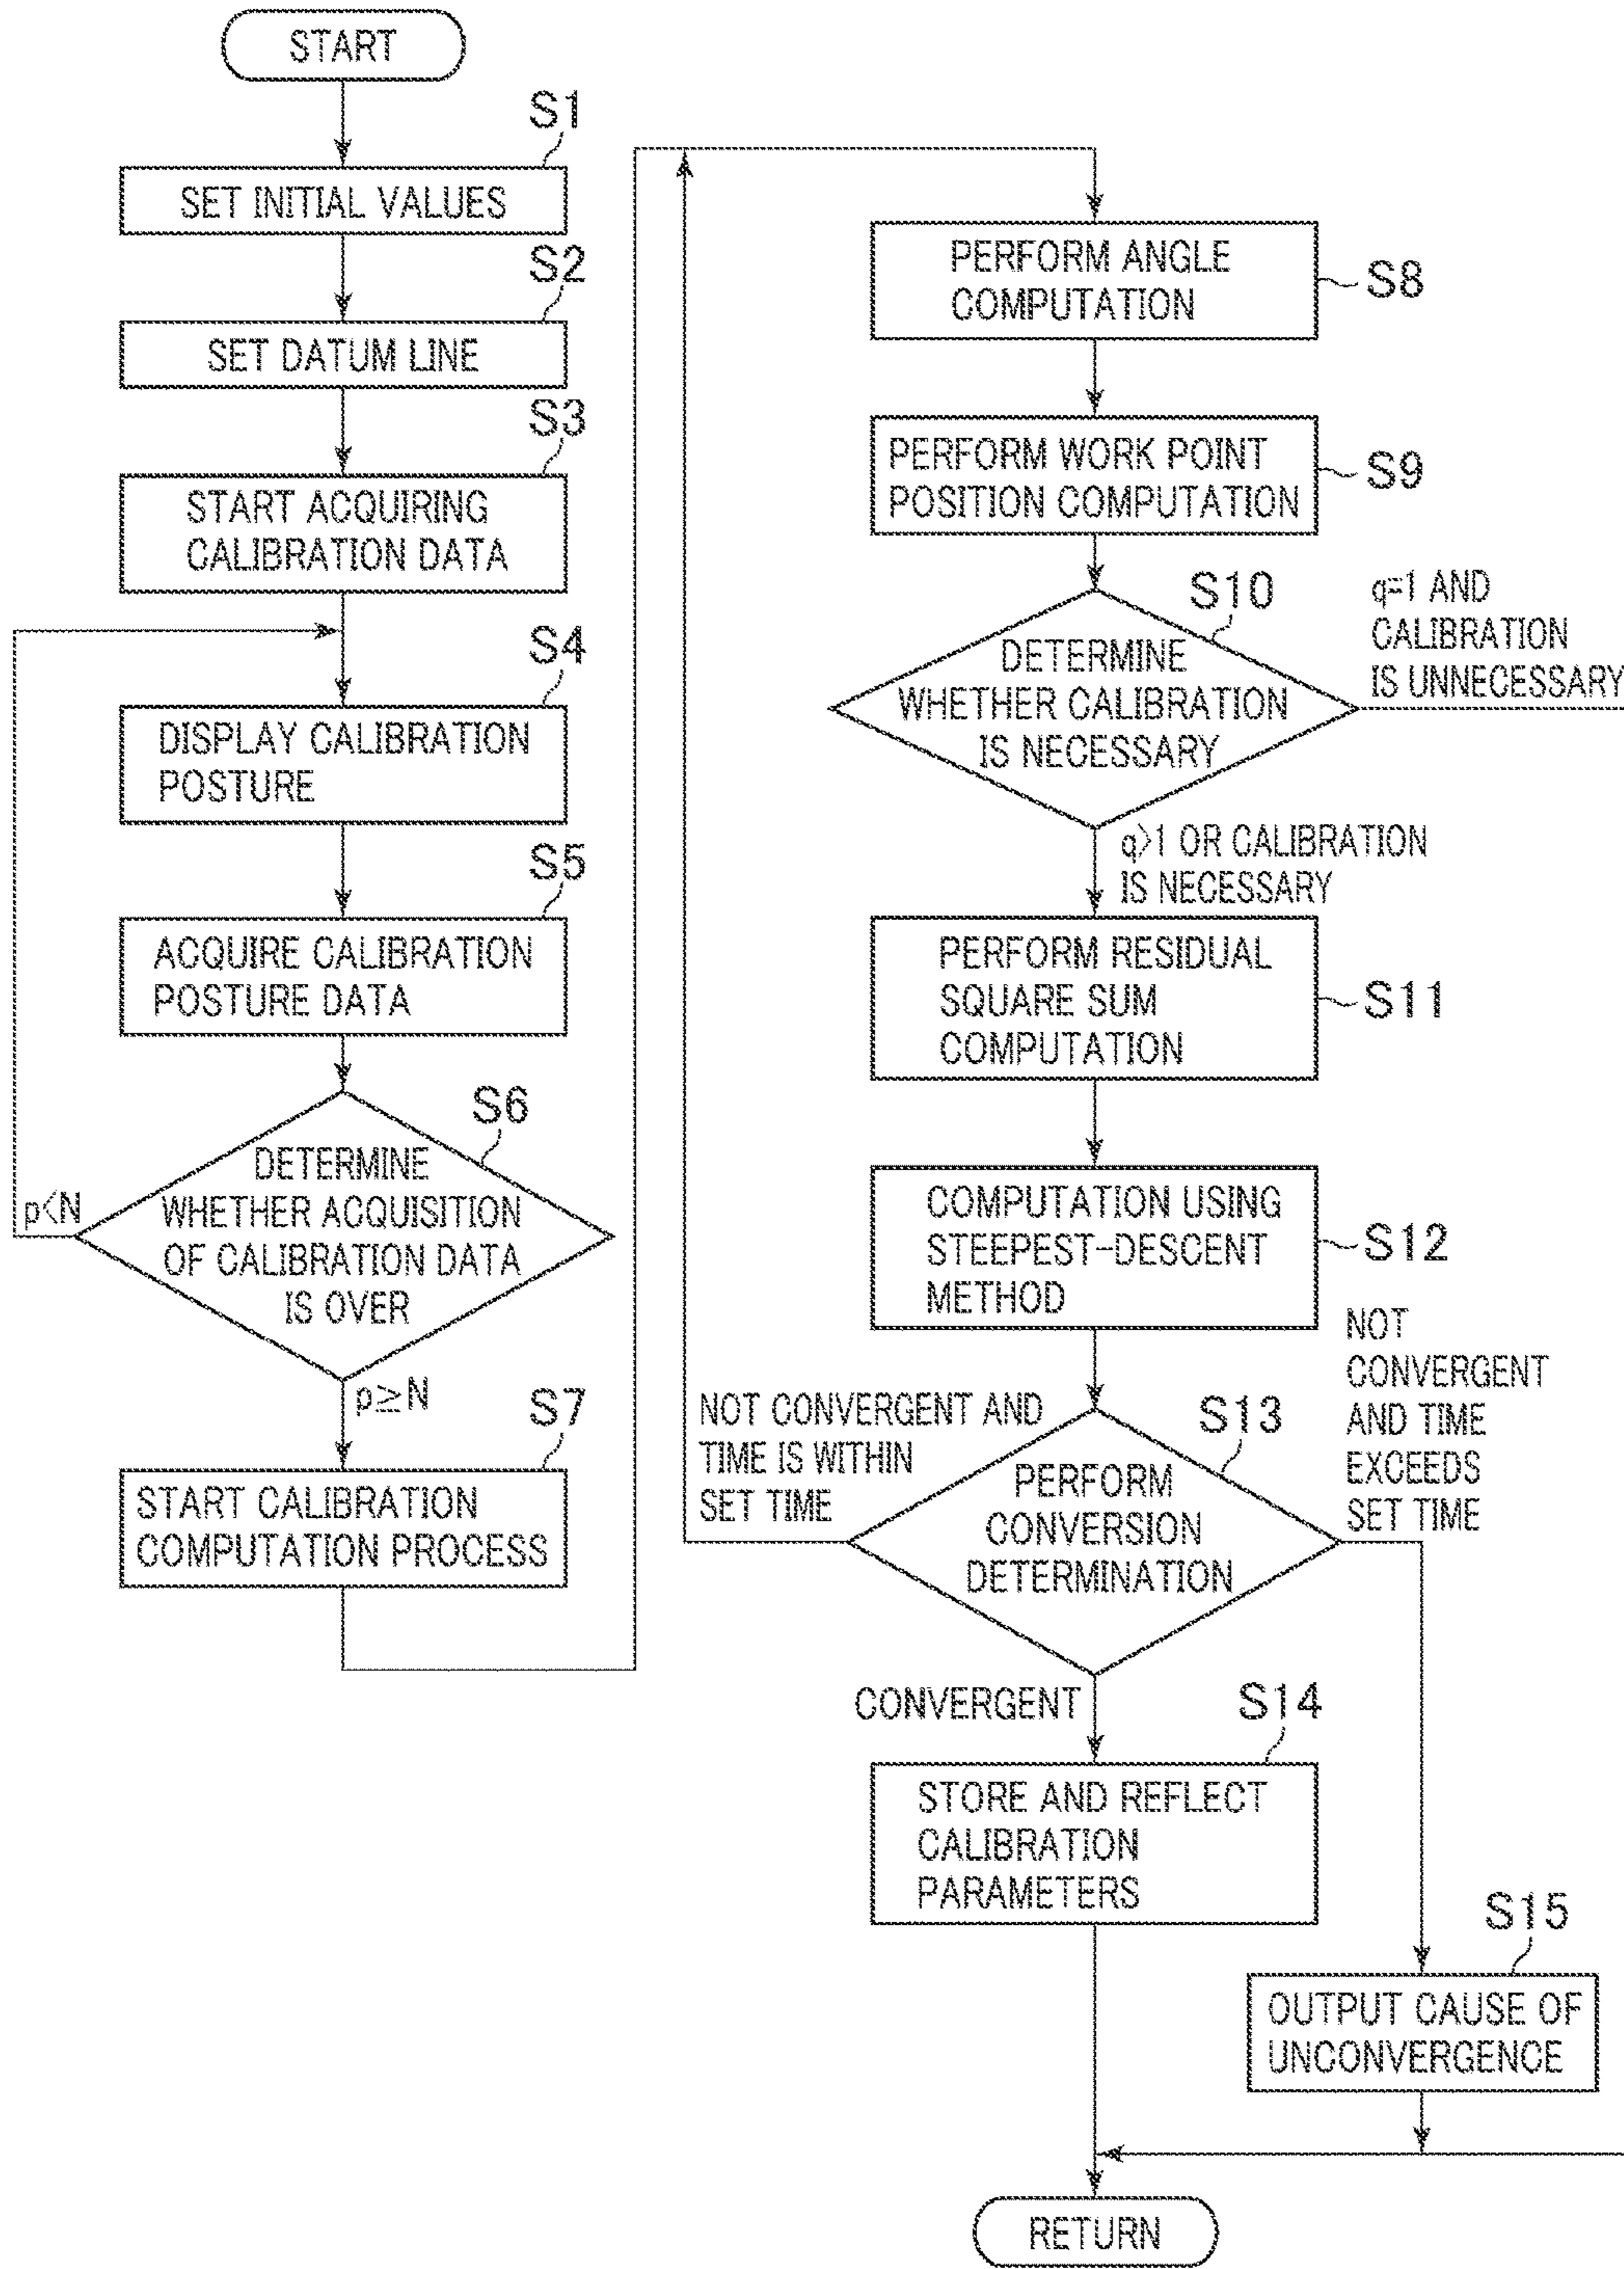 START
S1
SET INITIAL VALUES
S2
SET DATUM LINE
S3
START ACQUIRING
CALIBRATION DATA
S4
DISPLAY CALIBRATION
POSTURE
S5
ACQUIRE CALIBRATION
POSTURE DATA
S6
DETERMINE
WHETHER ACQUISITION
OF CALIBRATION DATA
IS OVER
p<N
p≥N
S7
START CALIBRATION
COMPUTATION PROCESS
PERFORM ANGLE
COMPUTATION
S8
PERFORM WORK POINT
POSITION COMPUTATION
S9
S10
DETERMINE
WHETHER CALIBRATION
IS NECESSARY
q=1 AND
CALIBRATION
IS UNNECESSARY
q>1 OR CALIBRATION
IS NECESSARY
PERFORM RESIDUAL
SQUARE SUM
COMPUTATION
S11
COMPUTATION USING
STEEPEST-DESCENT
METHOD
S12
NOT CONVERGENT AND
TIME IS WITHIN
SET TIME
S13
PERFORM
CONVERSION
DETERMINATION
NOT
CONVERGENT
AND TIME
EXCEEDS
SET TIME
CONVERGENT
S14
STORE AND REFLECT
CALIBRATION
PARAMETERS
S15
OUTPUT CAUSE OF
UNCONVERGENCE
RETURN